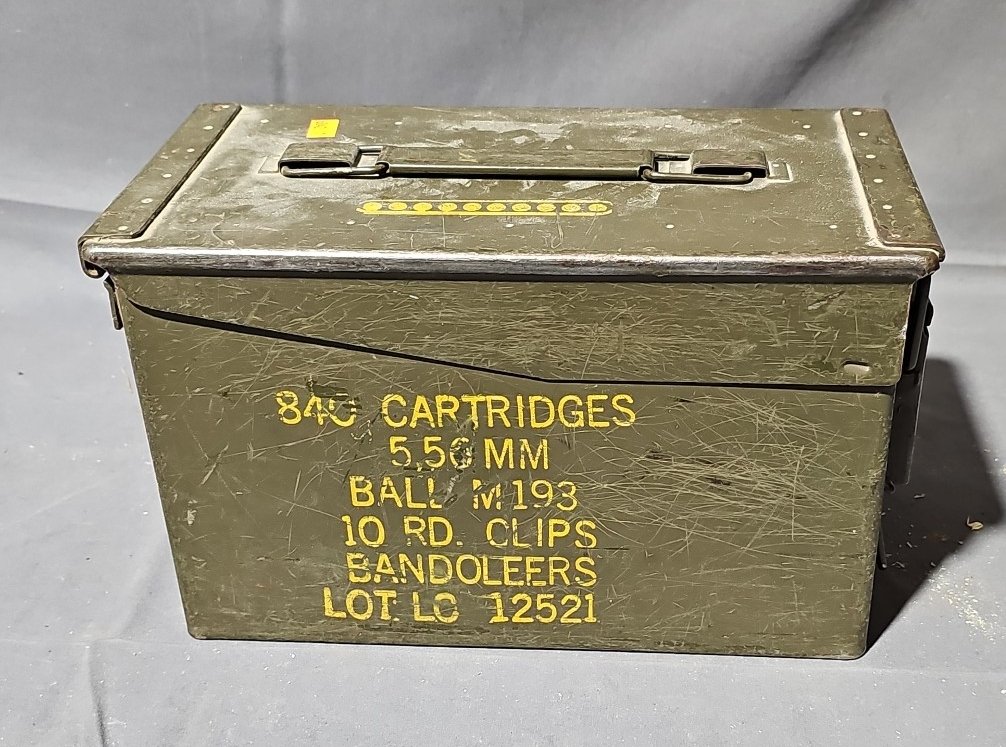 840 CARTRIDGES
5.56 MM
BALL M193
10 RD. CLIPS
BANDOLEERS
LOT LC 12521